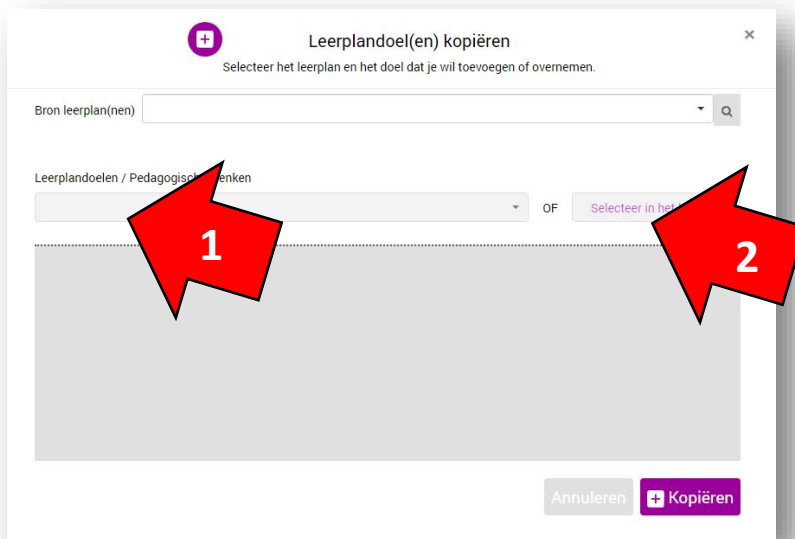 Leerplandoel(en) kopiëren
×
Selecteer het leerplan en het doel dat je wil toevoegen of overnemen.
Bron leerplan(nen)
Leerplandoelen / Pedagogisch
OF
Selecteer in het
1
2
Annuleren
Kopiëren